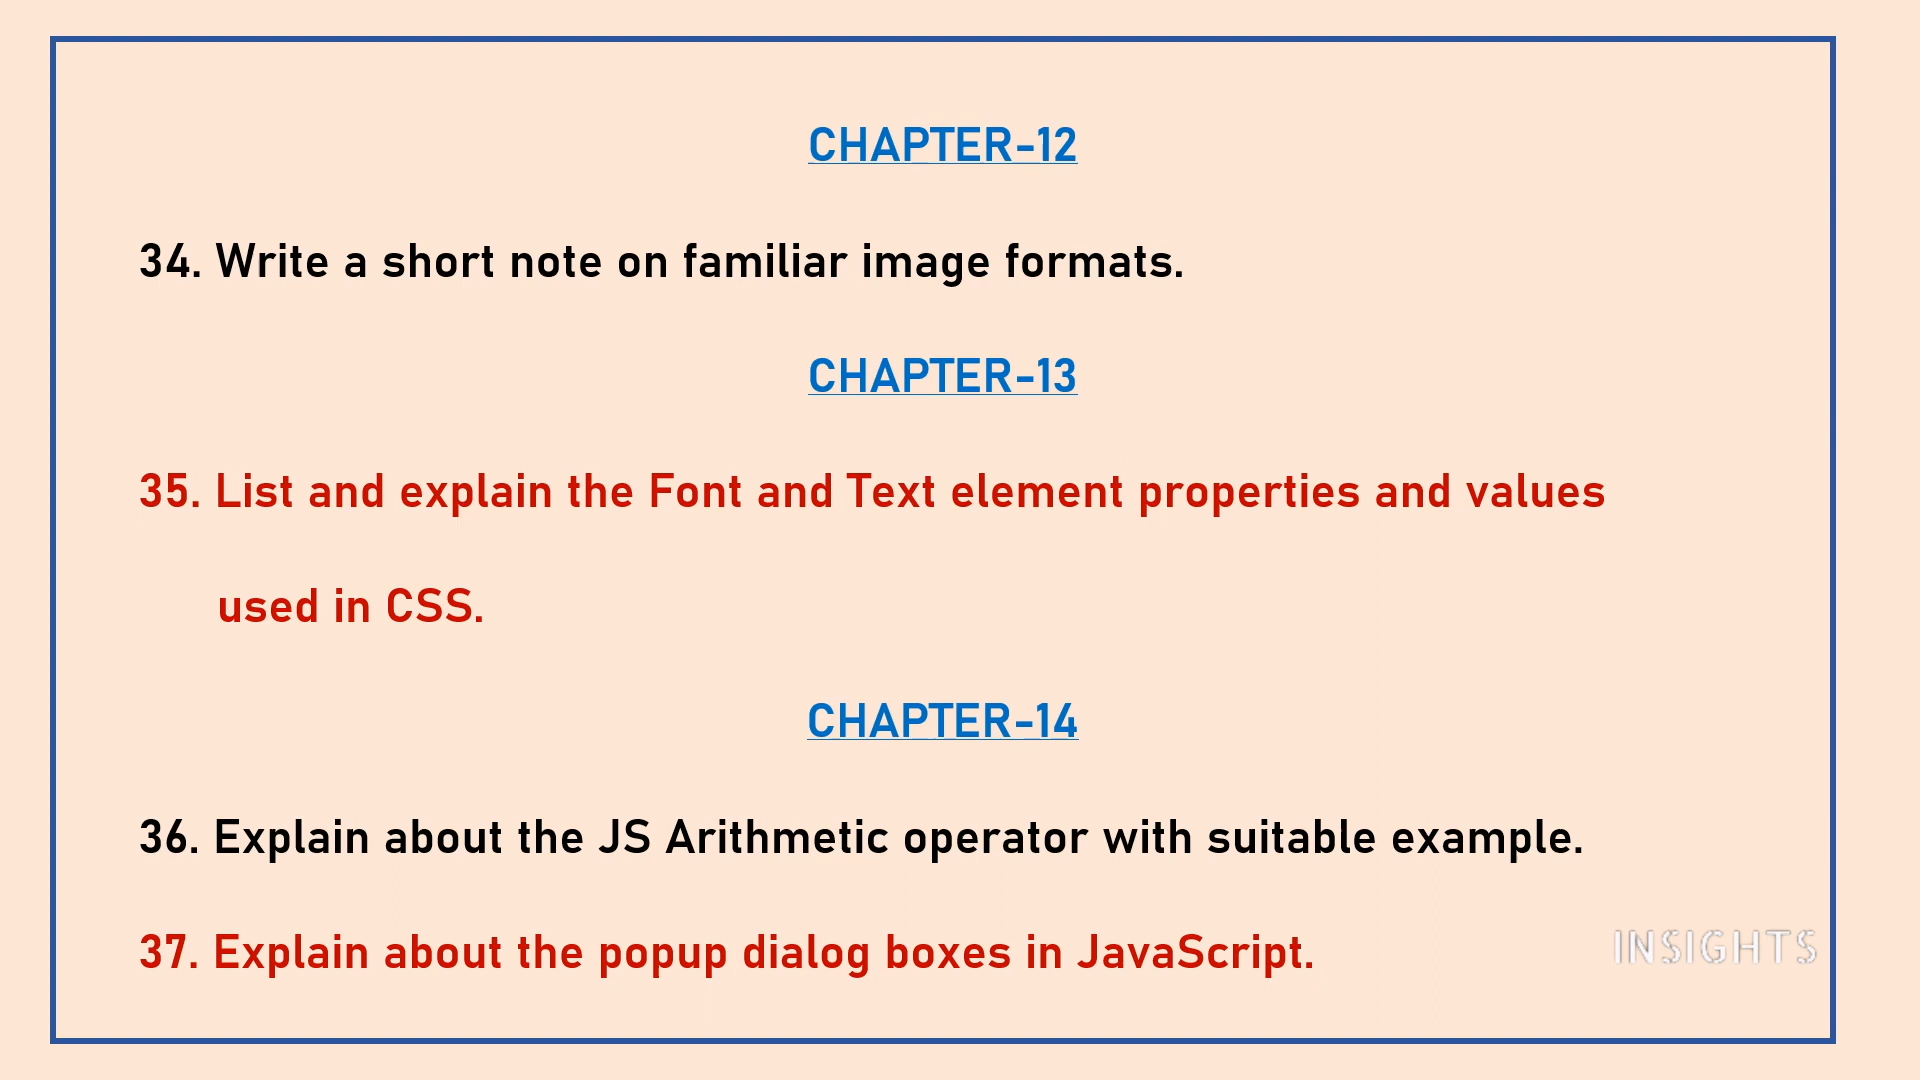 CHAPTER-12
34. Write a short note on familiar image formats.
CHAPTER-13
35. List and explain the Font and Text element properties and values
used in CSS.
CHAPTER-14
36. Explain about the JS Arithmetic operator with suitable example.
37. Explain about the popup dialog boxes in JavaScript.
INSIGHTS